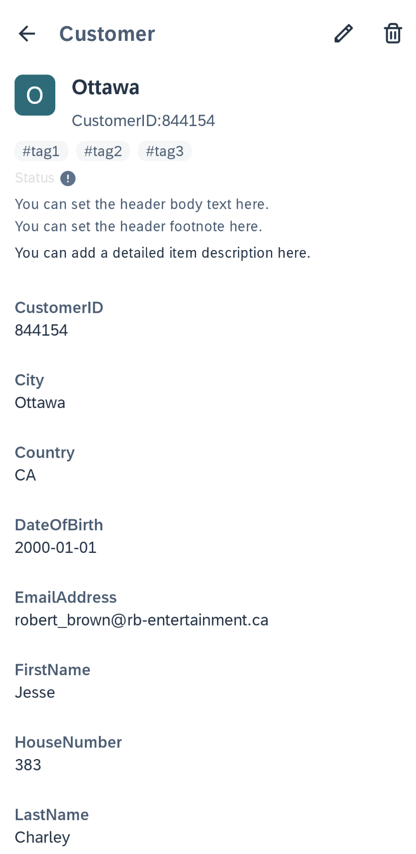 Customer
O
Ottawa
CustomerID:844154
#tag1 #tag2 #tag3
Status
You can set the header body text here.
You can set the header footnote here.
You can add a detailed item description here.
CustomerID
844154
City
Ottawa
Country
CA
DateOfBirth
2000-01-01
EmailAddress
robert_brown@rb-entertainment.ca
FirstName
Jesse
HouseNumber
383
LastName
Charley